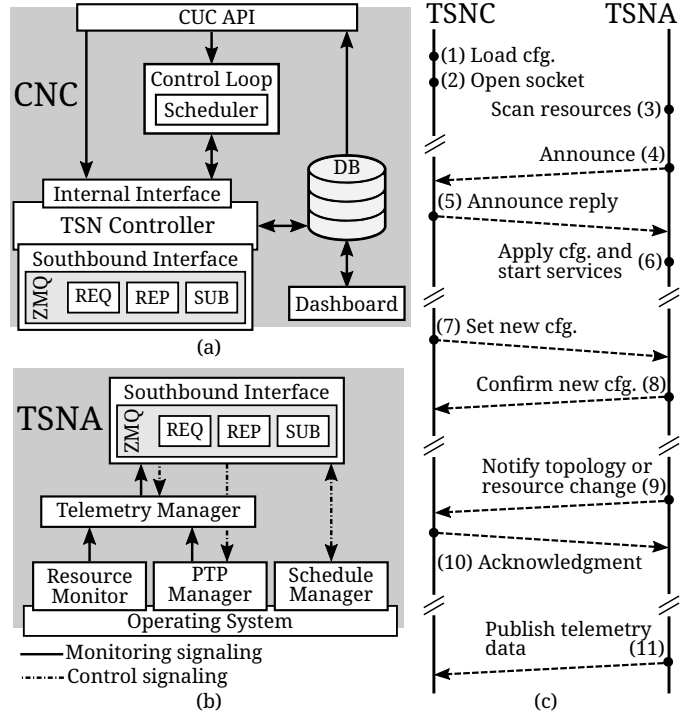 CUC API
CNC
Control Loop
Scheduler
DB
Internal Interface
TSN Controller
Southbound Interface
ZMQ
REQ
REP
SUB
Dashboard
(a)
TSNA
Southbound Interface
ZMQ
REQ
REP
SUB
Telemetry Manager
Resource
Monitor
PTP
Manager
Schedule
Manager
Operating System
Monitoring signaling
Control signaling
(b)
TSNC
TSNA
(1) Load cfg.
(2) Open socket
Scan resources (3)
Announce (4)
(5) Announce reply
Apply cfg. and
start services
(6)
(7) Set new cfg.
Confirm new cfg. (8)
Notify topology or
resource change (9)
(10) Acknowledgment
Publish telemetry
data
(11)
(c)